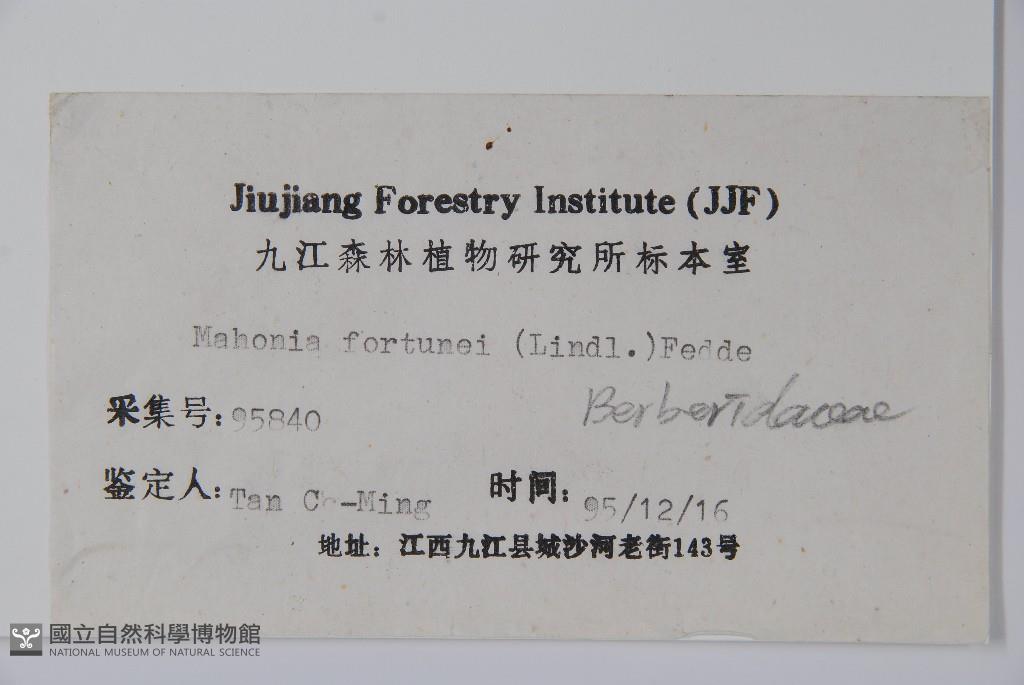 Jiujiang Forestry Institute (JJF)
九江森林植物研究所标本室
Mahonia fortunei (Lindl.)Fedde
Berberidaceae
采集号: 95840
鉴定人: Tan Ce-Ming 时间: 95/12/16
地址: 江西九江县城沙河老街143号
國立自然科學博物館
NATIONAL MUSEUM OF NATURAL SCIENCE